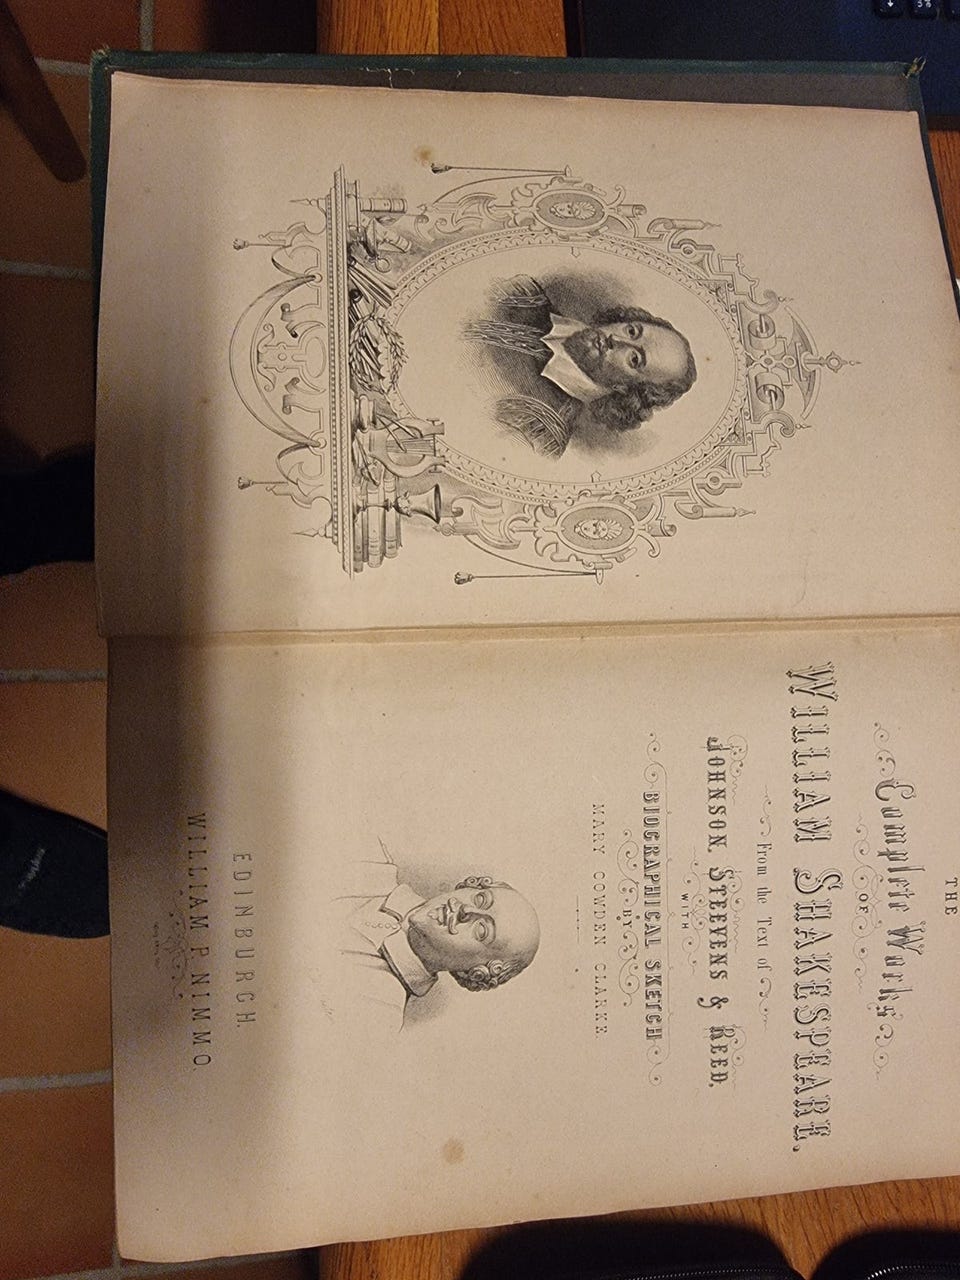 THE
Complete Works
OF
WILLIAM SHAKESPEARE.
From the Text of
JOHNSON, STEEVENS & REED,
WITH
BIOGRAPHICAL SKETCH
BY
MARY COWDEN CLARKE.
EDINBURGH.
WILLIAM P. NIMMO.